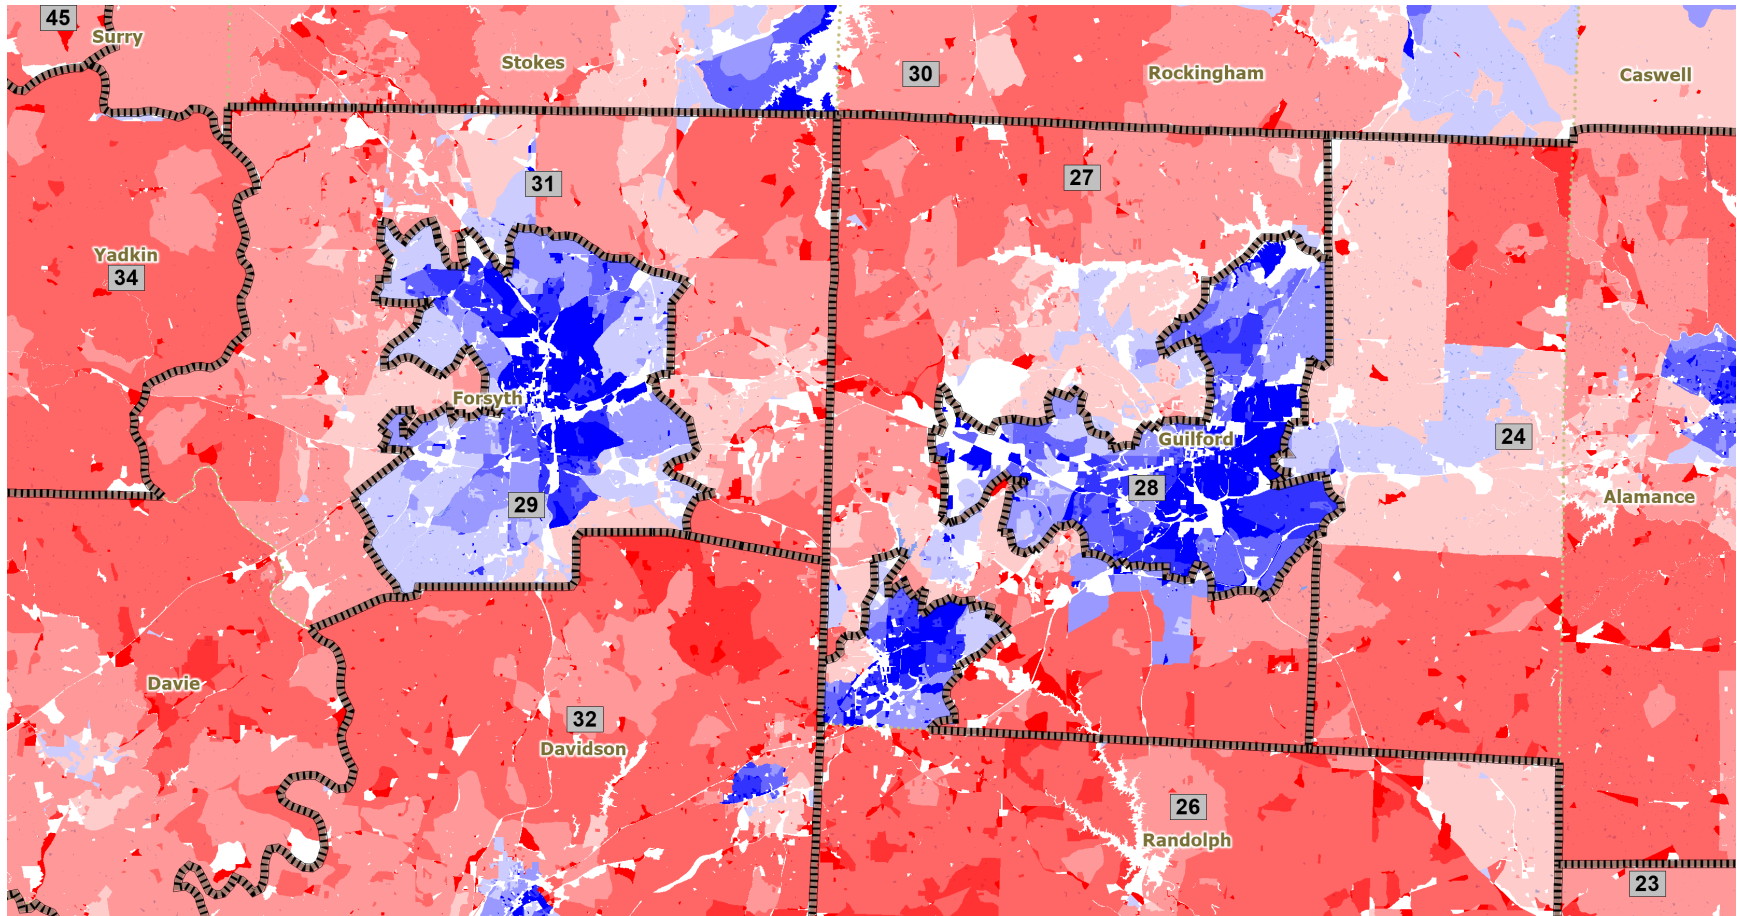 45
Surry
Stokes
30
Rockingham
Caswell
31
27
Yadkin
34
Forsyth
Guilford
24
28
29
Alamance
Davie
32
Davidson
26
Randolph
23